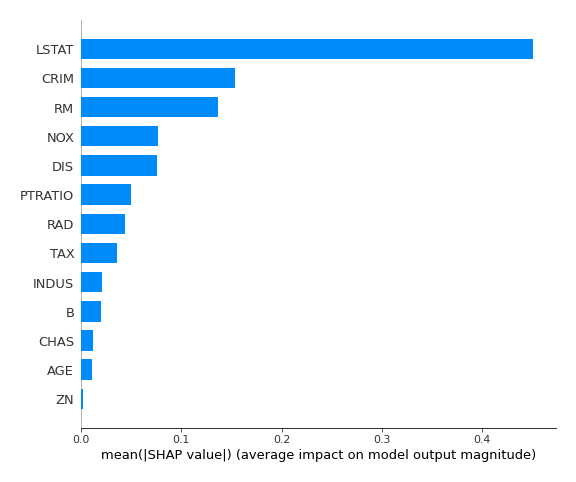 LSTAT
CRIM
RM
NOX
DIS
PTRATIO
RAD
TAX
INDUS
B
CHAS
AGE
ZN
0.0 0.1 0.2 0.3 0.4
mean(|SHAP value|) (average impact on model output magnitude)